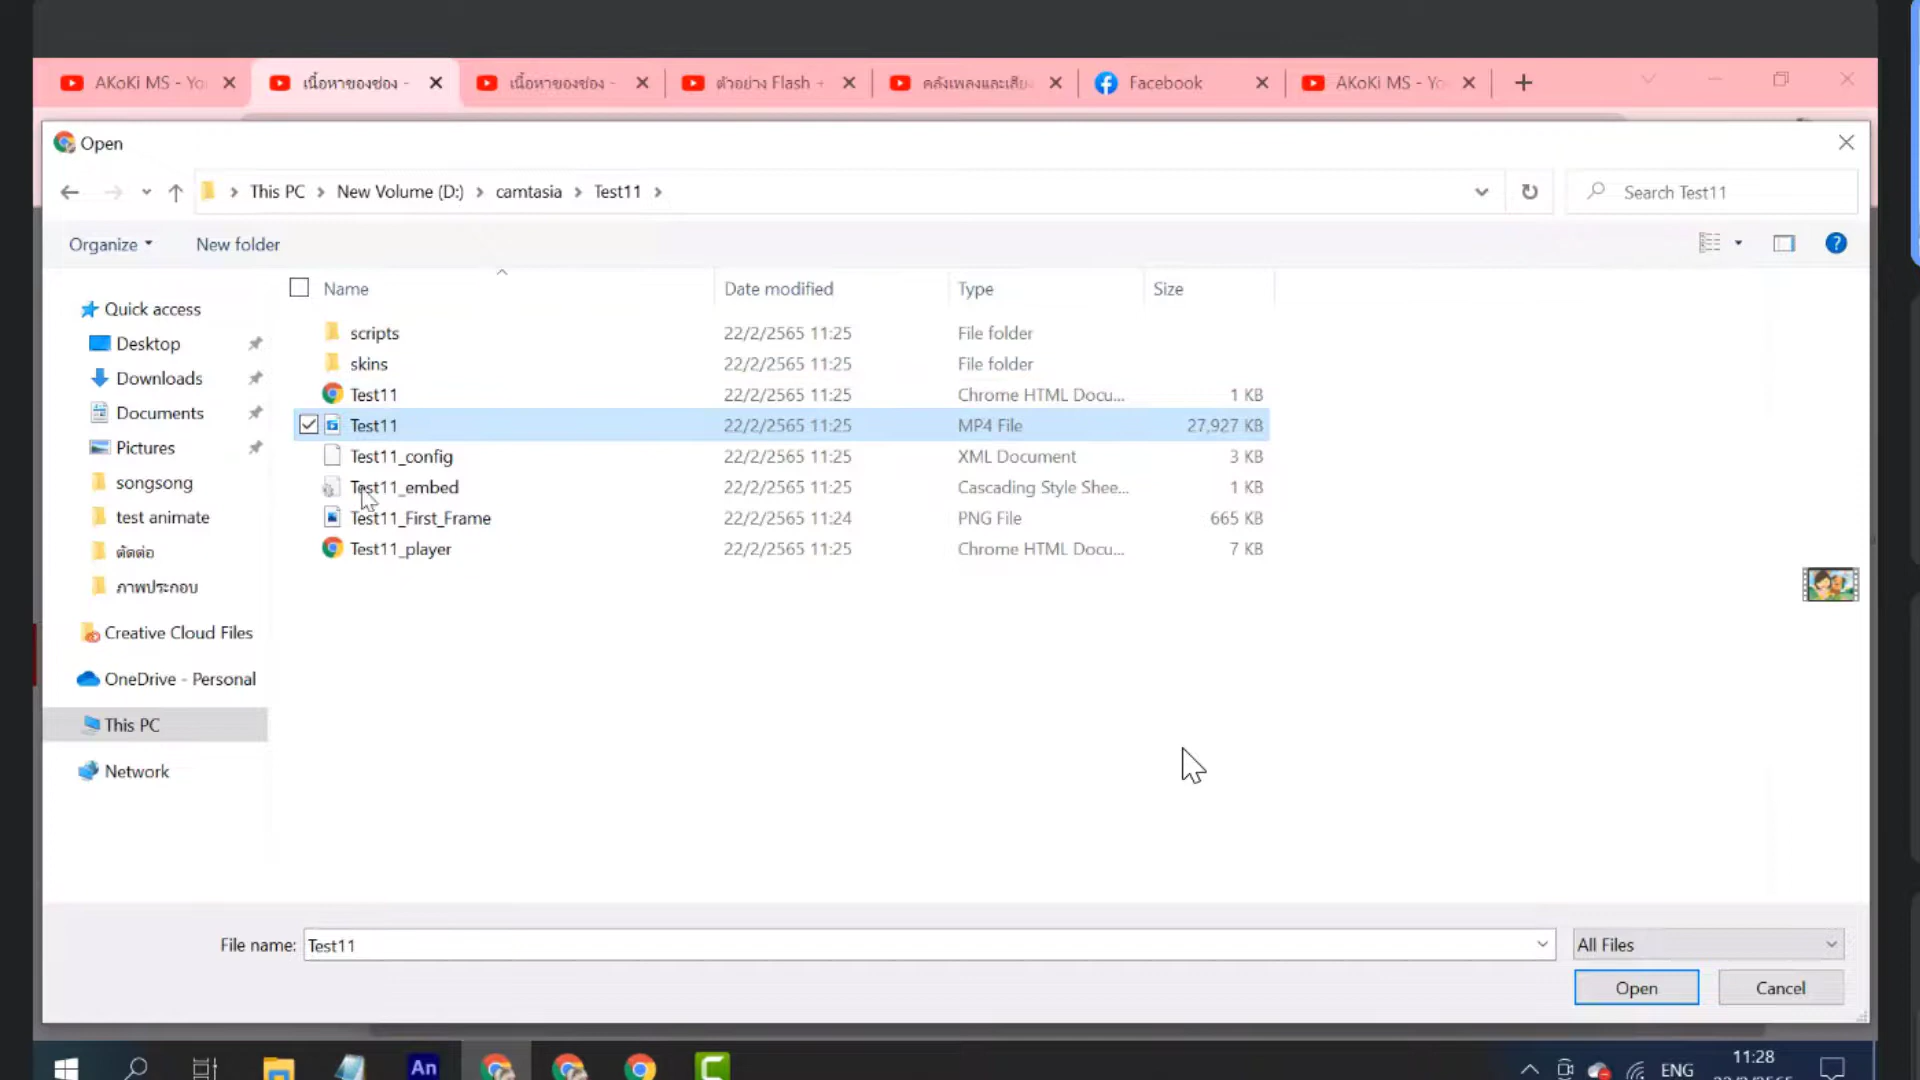 AKoKi MS - Yo
เนื้อหาของช่อง -
เนื้อหาของช่อง -
ตัวอย่าง Flash +
คลังเพลงและเสีย
Facebook
AKoKi MS - Yo
Open
This PC > New Volume (D:) > camtasia > Test11 >
Search Test11
Organize
New folder
Name Date modified Type Size
Quick access
Desktop
Downloads
Documents
Pictures
songsong
test animate
ตัดต่อ
ภาพประกอบ
Creative Cloud Files
OneDrive - Personal
This PC
Network
scripts 22/2/2565 11:25 File folder
skins 22/2/2565 11:25 File folder
Test11 22/2/2565 11:25 Chrome HTML Docu... 1 KB
Test11 22/2/2565 11:25 MP4 File 27,927 KB
Test11_config 22/2/2565 11:25 XML Document 3 KB
Test11_embed 22/2/2565 11:25 Cascading Style Shee... 1 KB
Test11_First_Frame 22/2/2565 11:24 PNG File 665 KB
Test11_player 22/2/2565 11:25 Chrome HTML Docu... 7 KB
File name: Test11
All Files
Open
Cancel
An
ENG
11:28